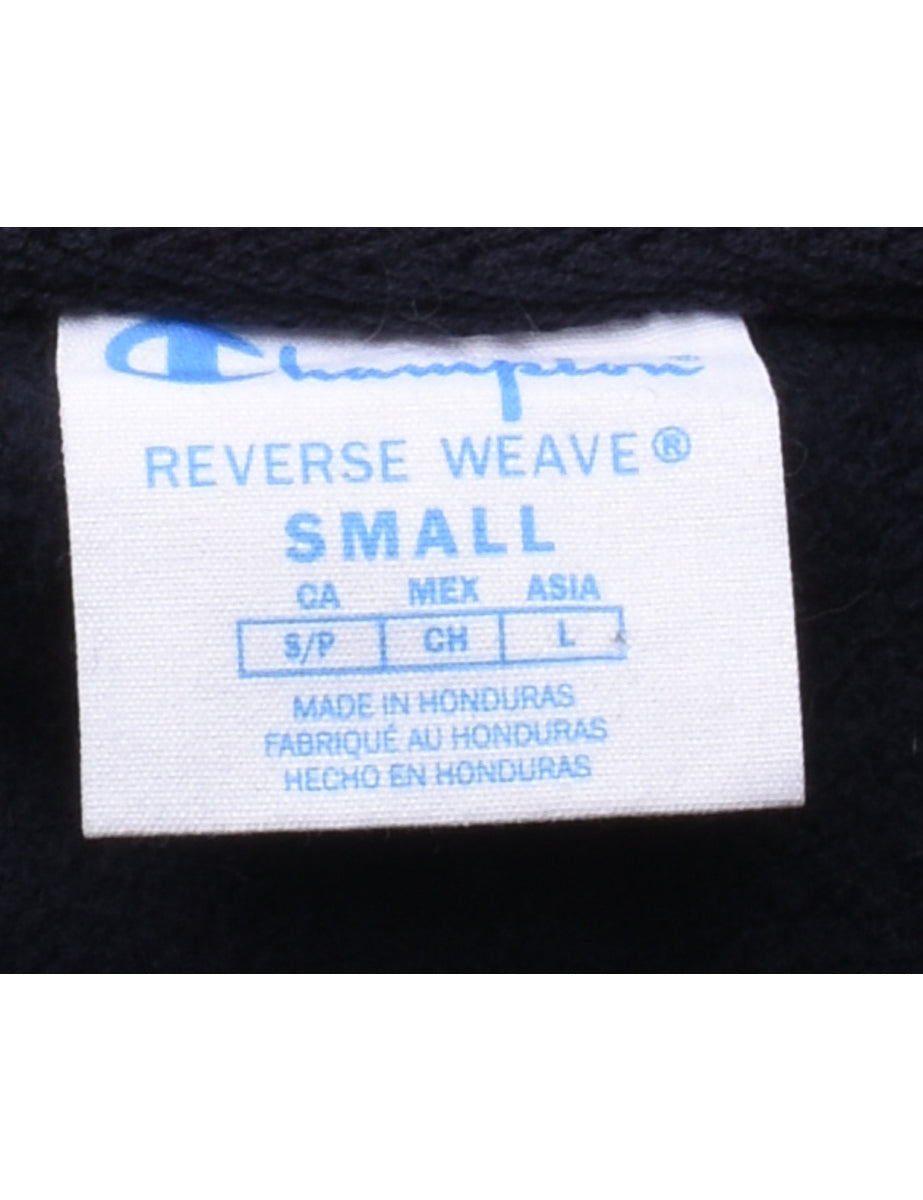 Champion
REVERSE WEAVE®
SMALL
CA MEX ASIA
S/P CH L
MADE IN HONDURAS
FABRIQUÉ AU HONDURAS
HECHO EN HONDURAS